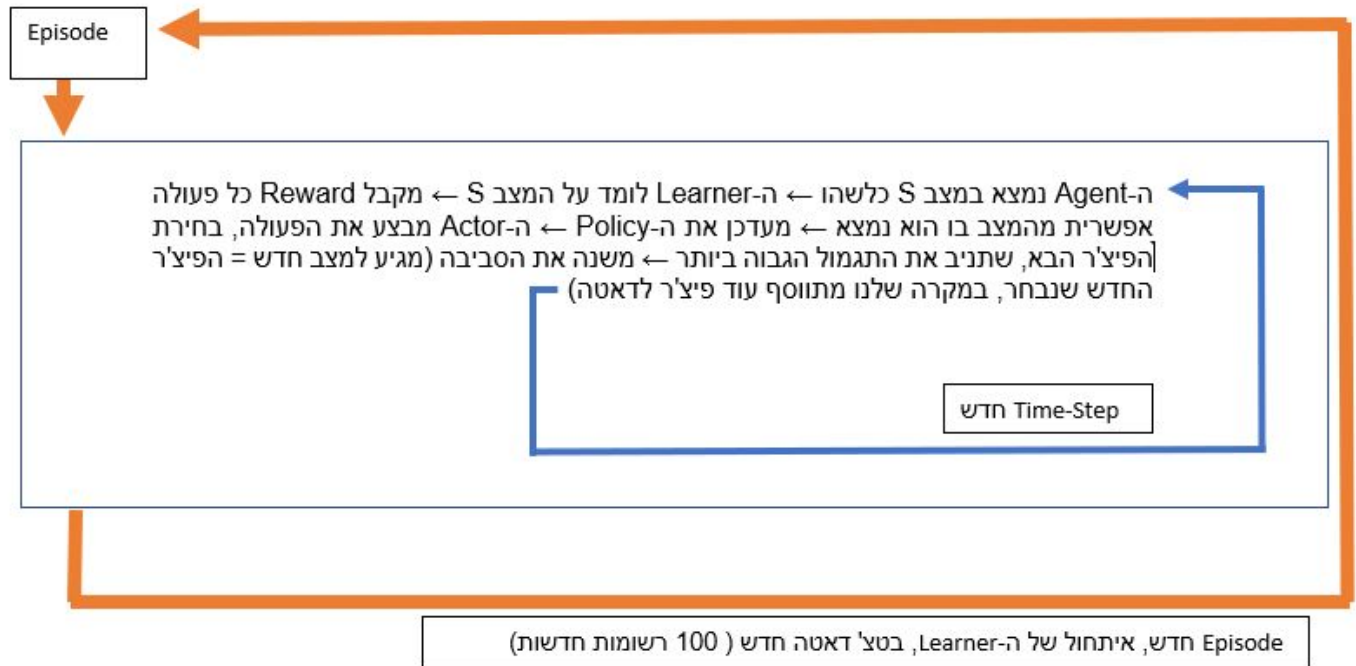 Episode
ה-Agent נמצא במצב S כלשהו ← ה-Learner לומד על המצב S ← מקבל Reward כל פעולה
אפשרית מהמצב בו הוא נמצא ← מעדכן את ה-Policy ← ה-Actor מבצע את הפעולה, בחירת
הפיצ'ר הבא, שתניב את התגמול הגבוה ביותר ← משנה את הסביבה (מגיע למצב חדש = הפיצ'ר
החדש שנבחר, במקרה שלנו מתווסף עוד פיצ'ר לדאטה)
Time-Step חדש
Episode חדש, איתחול של ה-Learner, בטצ' דאטה חדש ( 100 רשומות חדשות)